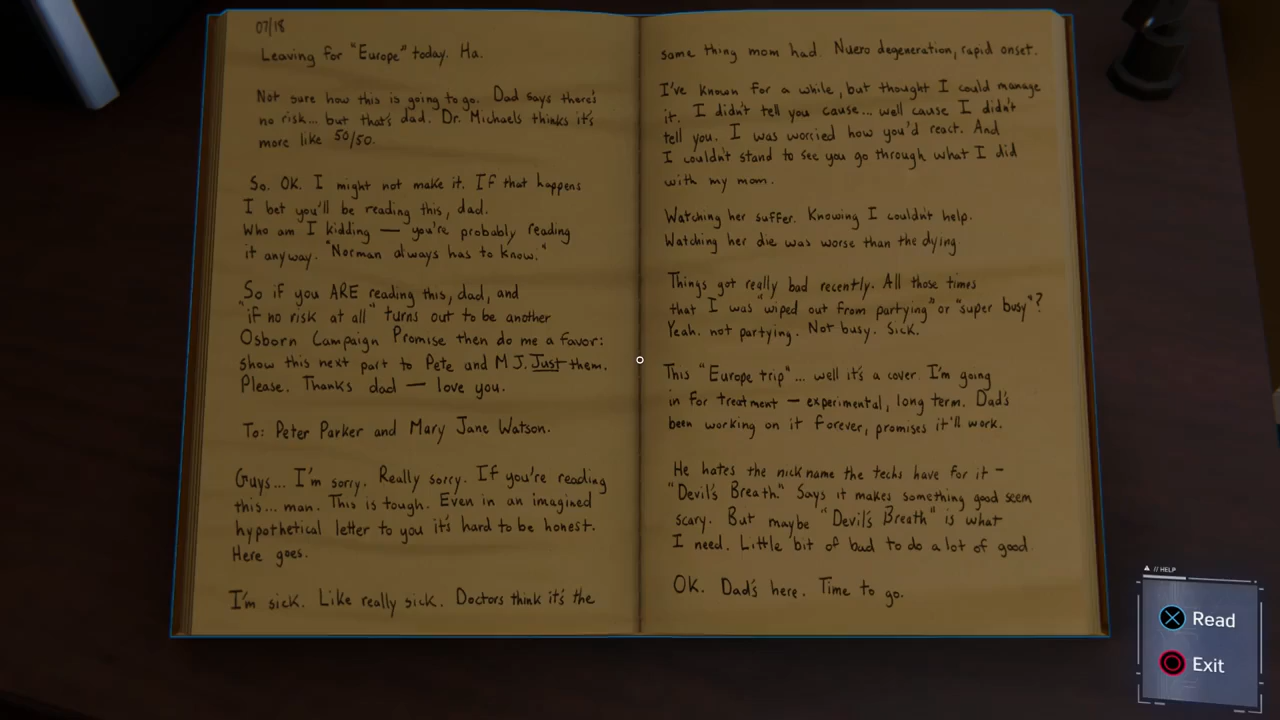 07/18
Leaving for "Europe" today. Ha.
Not sure how this is going to go. Dad says there's
no risk... but that's dad. Dr. Michaels thinks it's
more like 50/50.
So. OK. I might not make it. If that happens
I bet you'll be reading this, dad.
Who am I kidding — you're probably reading
it anyway. "Norman always has to know."
So if you ARE reading this, dad, and
"if no risk at all" turns out to be another
Osborn Campaign Promise then do me a favor:
show this next part to Pete and MJ. Just them.
Please. Thanks dad — love you.
To: Peter Parker and Mary Jane Watson.
Guys... I'm sorry. Really sorry. If you're reading
this... man. This is tough. Even in an imagined
hypothetical letter to you it's hard to be honest.
Here goes.
I'm sick. Like really sick. Doctors think it's the
same thing mom had. Nuero degeneration, rapid onset.
I've known for a while, but thought I could manage
it. I didn't tell you cause... well cause I didn't
tell you. I was worried how you'd react. And
I couldn't stand to see you go through what I did
with my mom.
Watching her suffer. Knowing I couldn't help.
Watching her die was worse than the dying
Things got really bad recently. All those times
that I was "wiped out from partying" or "super busy"?
Yeah. not partying. Not busy. Sick.
This "Europe trip"... well it's a cover. I'm going
in for treatment — experimental, long term. Dad's
been working on it forever, promises it'll work.
He hates the nickname the techs have for it –
"Devil's Breath." Says it makes something good seem
scary. But maybe "Devil's Breath" is what
I need. Little bit of bad to do a lot of good.
OK. Dad's here. Time to go.
// HELP
Read
Exit